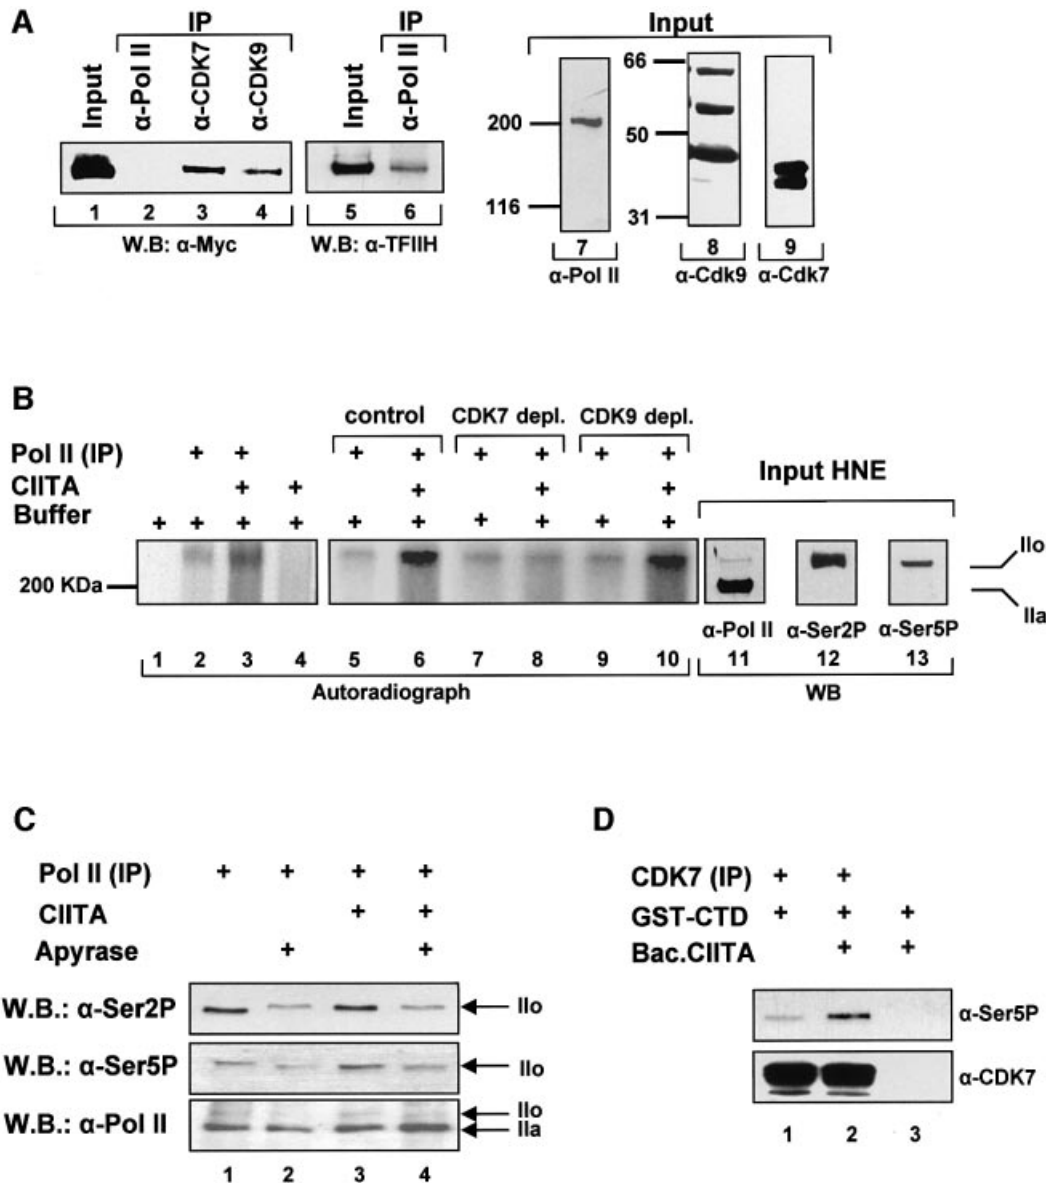 A
IP
IP
Input
Input
α-Pol II
α-CDK7
α-CDK9
Input
α-Pol II
66
200
50
116
31
1 2 3 4
5 6
7
8
9
W.B: α-Myc
W.B: α-TFIIH
α-Pol II
α-Cdk9
α-Cdk7
B
control
CDK7 depl.
CDK9 depl.
Pol II (IP) + + + + + + + +
CIITA + + + + +
Buffer + + + + + + + + + +
Input HNE
200 KDa
IIo
IIa
α-Pol II
α-Ser2P
α-Ser5P
1 2 3 4 5 6 7 8 9 10 11 12 13
Autoradiograph
WB
C
Pol II (IP) + + + +
CIITA + +
Apyrase + +
W.B.: α-Ser2P
IIo
W.B.: α-Ser5P
IIo
W.B.: α-Pol II
IIo
IIa
1 2 3 4
D
CDK7 (IP) + +
GST-CTD + + +
Bac.CIITA + +
α-Ser5P
α-CDK7
1 2 3